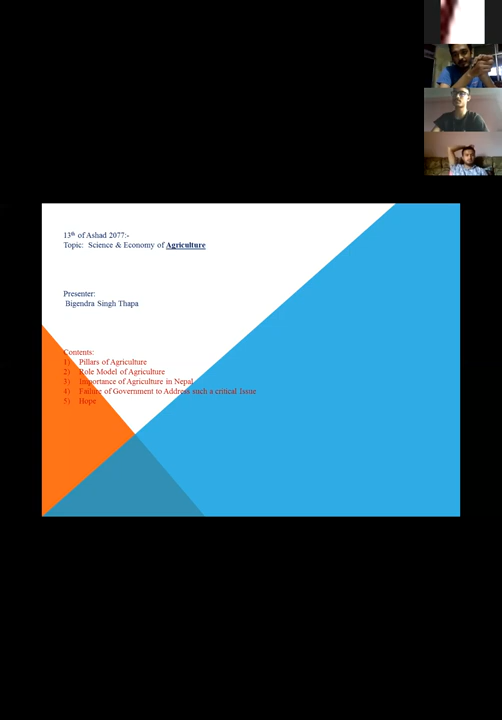 13th of Ashad 2077:-
Topic: Science & Economy of Agriculture
Presenter:
Bigendra Singh Thapa
Contents:
1) Pillars of Agriculture
2) Role Model of Agriculture
3) Importance of Agriculture in Nepal
4) Failure of Government to Address such a critical Issue
5) Hope